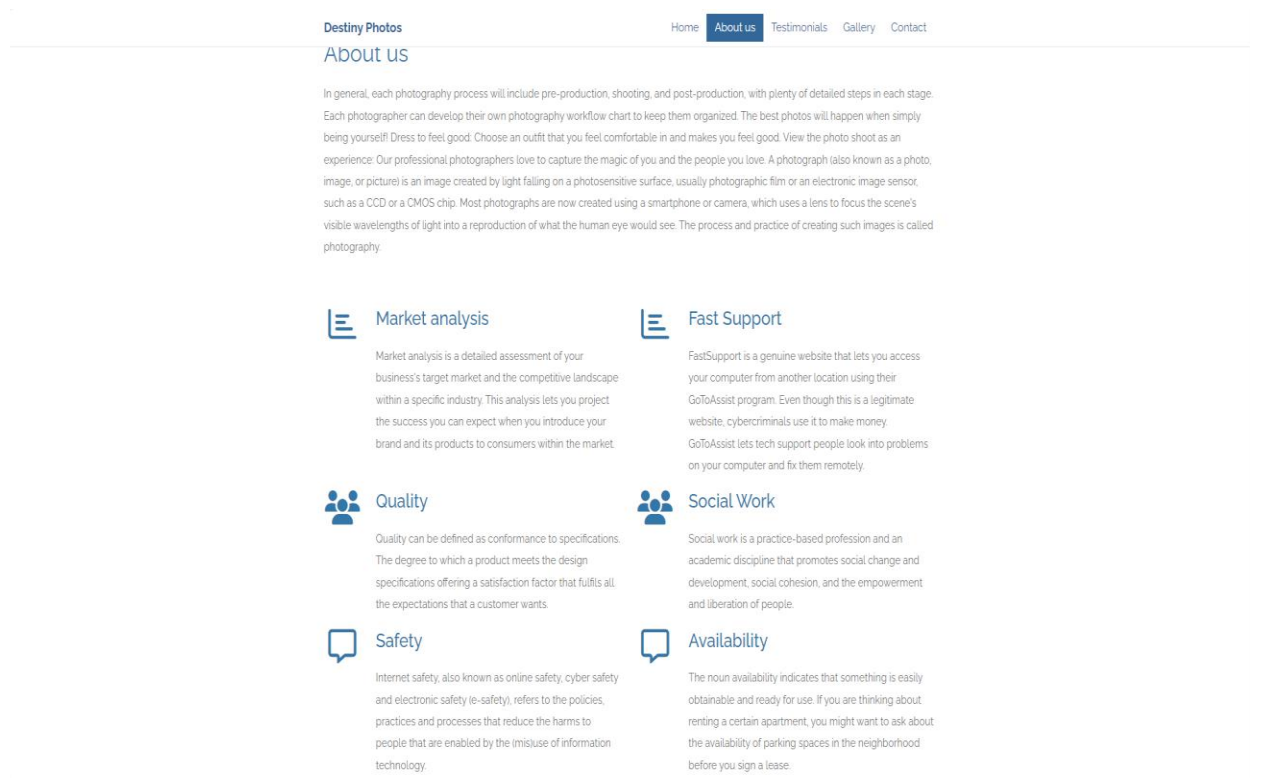 Destiny Photos
Home
About us
Testimonials
Gallery
Contact
About us
In general, each photography process will include pre-production, shooting, and post-production, with plenty of detailed steps in each stage.
Each photographer can develop their own photography workflow chart to keep them organized. The best photos will happen when simply
being yourself! Dress to feel good: Choose an outfit that you feel comfortable in and makes you feel good. View the photo shoot as an
experience: Our professional photographers love to capture the magic of you and the people you love. A photograph (also known as a photo,
image, or picture) is an image created by light falling on a photosensitive surface, usually photographic film or an electronic image sensor,
such as a CCD or a CMOS chip. Most photographs are now created using a smartphone or camera, which uses a lens to focus the scene's
visible wavelengths of light into a reproduction of what the human eye would see. The process and practice of creating such images is called
photography.
Market analysis
Market analysis is a detailed assessment of your
business's target market and the competitive landscape
within a specific industry. This analysis lets you project
the success you can expect when you introduce your
brand and its products to consumers within the market.
Fast Support
FastSupport is a genuine website that lets you access
your computer from another location using their
GoToAssist program. Even though this is a legitimate
website, cybercriminals use it to make money.
GoToAssist lets tech support people look into problems
on your computer and fix them remotely.
Quality
Quality can be defined as conformance to specifications.
The degree to which a product meets the design
specifications offering a satisfaction factor that fulfils all
the expectations that a customer wants.
Social Work
Social work is a practice-based profession and an
academic discipline that promotes social change and
development, social cohesion, and the empowerment
and liberation of people.
Safety
Internet safety, also known as online safety, cyber safety
and electronic safety (e-safety), refers to the policies,
practices and processes that reduce the harms to
people that are enabled by the (mis)use of information
technology.
Availability
The noun availability indicates that something is easily
obtainable and ready for use. If you are thinking about
renting a certain apartment, you might want to ask about
the availability of parking spaces in the neighborhood
before you sign a lease.